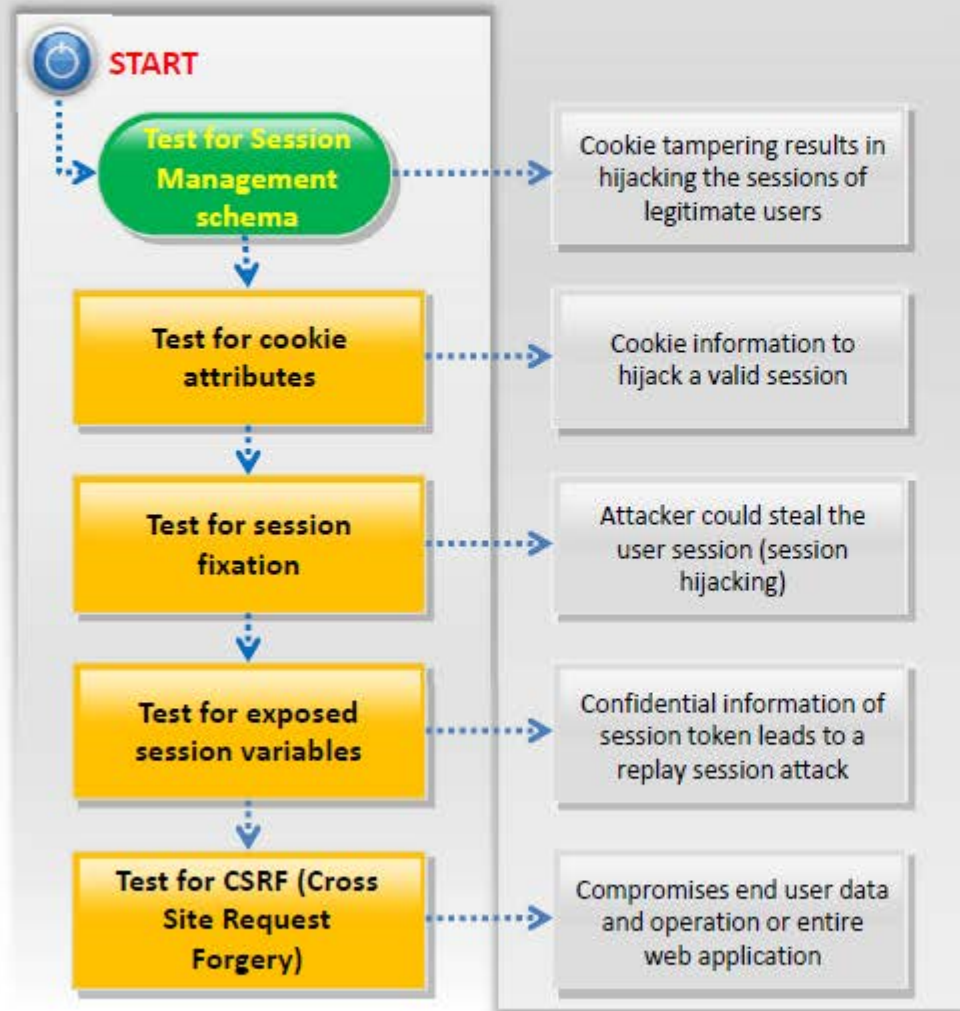 START
Test for Session
Management
schema
Cookie tampering results in
hijacking the sessions of
legitimate users
Test for cookie
attributes
Cookie information to
hijack a valid session
Test for session
fixation
Attacker could steal the
user session (session
hijacking)
Test for exposed
session variables
Confidential information of
session token leads to a
replay session attack
Test for CSRF (Cross
Site Request
Forgery)
Compromises end user data
and operation or entire
web application